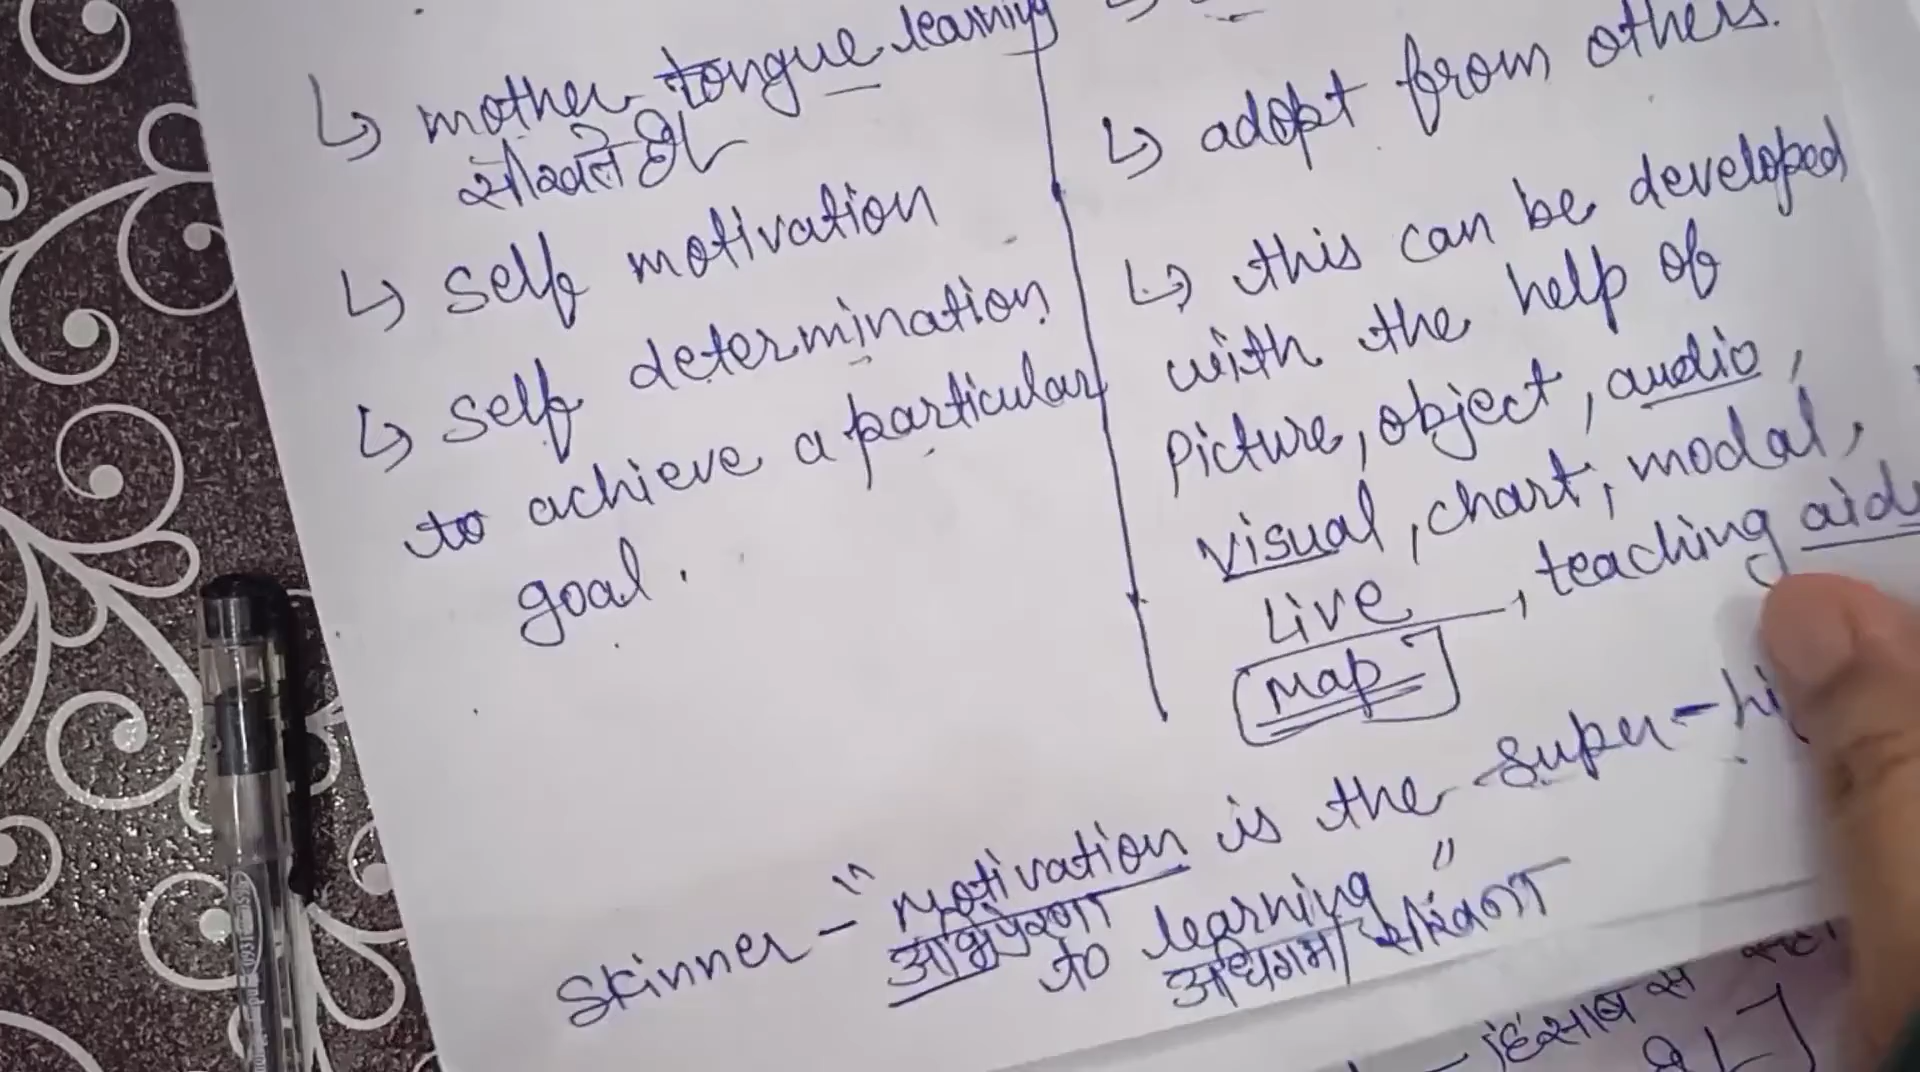 ↳ mother tongue learning
सीखते है।
↳ self motivation
↳ self determination
to achieve a particular
goal.
↳ adopt from others.
↳ this can be developed
with the help of
Picture, object, audio,
visual, chart, modal,
Live, teaching aids
Map
Skinner - "Motivation is the super-hi
अभिप्रेरणा
to learning"
अधिगम/सीखना
हिसाब से